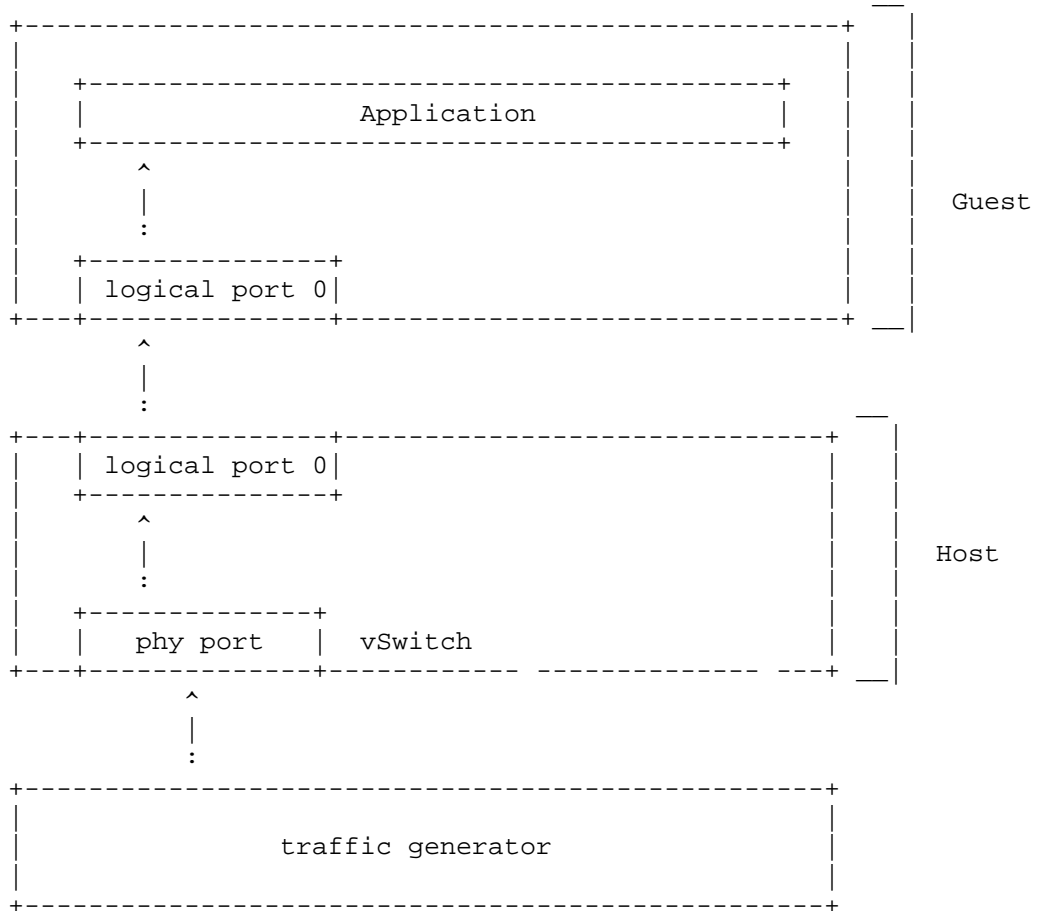 Application
Guest
logical port 0
logical port 0
Host
phy port vSwitch
traffic generator